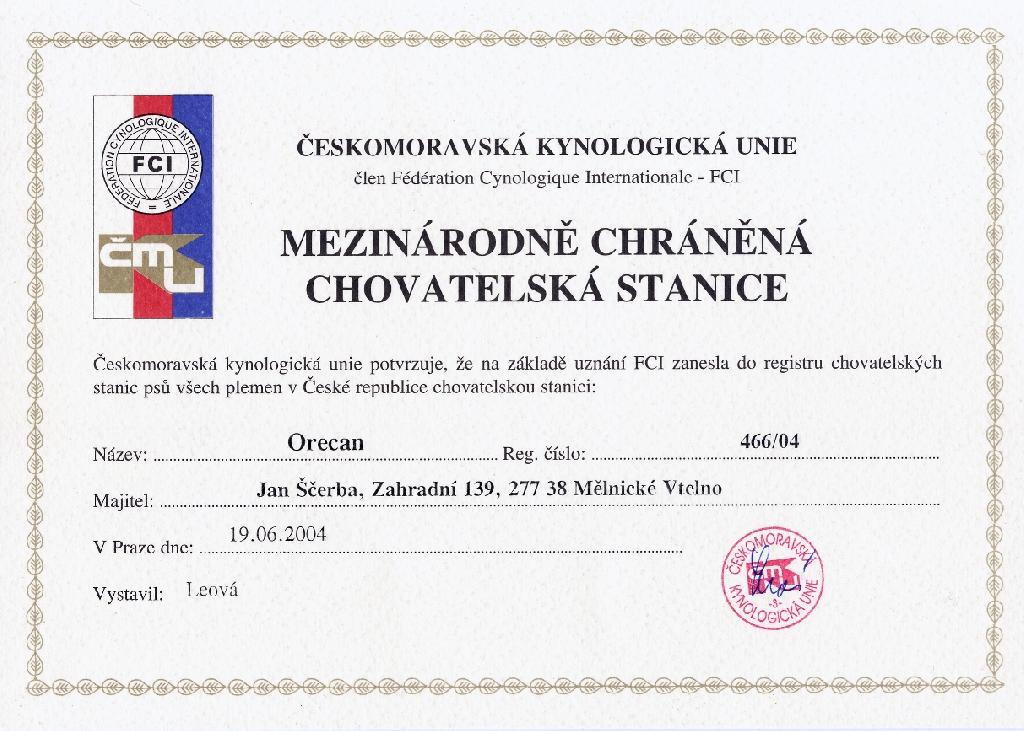 ČESKOMORAVSKÁ KYNOLOGICKÁ UNIE
člen Fédération Cynologique Internationale - FCI
FÉDÉRATION CYNOLOGIQUE INTERNATIONALE
FCI
čmu
MEZINÁRODNĚ CHRÁNĚNÁ
CHOVATELSKÁ STANICE
Českomoravská kynologická unie potvrzuje, že na základě uznání FCI zanesla do registru chovatelských
stanic psů všech plemen v České republice chovatelskou stanici:
Název: Orecan Reg. číslo: 466/04
Majitel: Jan Ščerba, Zahradní 139, 277 38 Mělnické Vtelno
V Praze dne: 19.06.2004
Vystavil: Leová
ČESKOMORAVSKÁ
KYNOLOGICKÁ UNIE
čmu
-3-